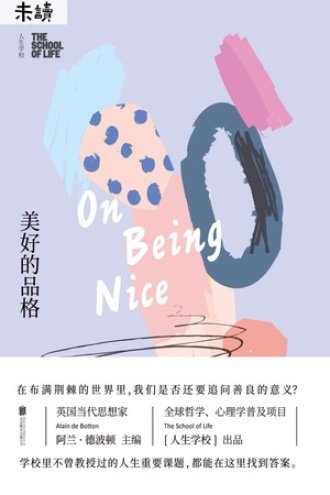 未讀
人生学校
THE
SCHOOL
OF LIFE
On
Being
Nice
美好的品格
在布满荆棘的世界里，我们是否还要追问善良的意义？
英国当代思想家
Alain de Botton
阿兰·德波顿 主编
全球哲学、心理学普及项目
The School of Life
[ 人生学校 ] 出品
学校里不曾教授过的人生重要课题，都能在这里找到答案。